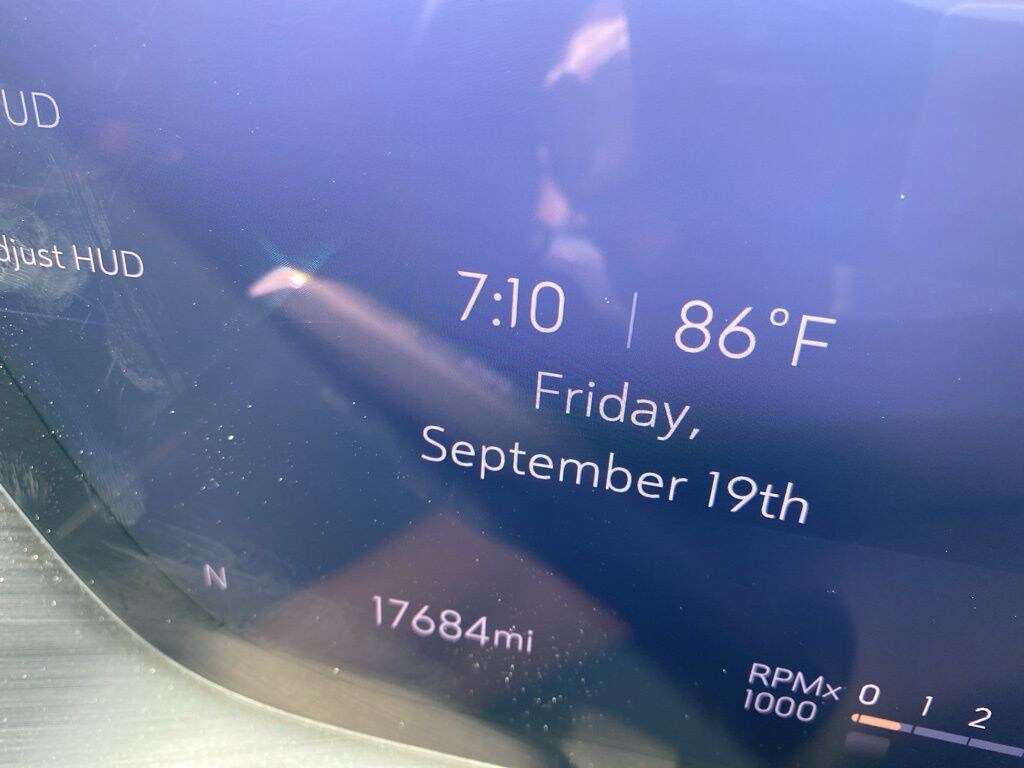 UD
djust HUD
7:10 | 86°F
Friday,
September 19th
N
17684mi
RPMx 0 1 2
1000